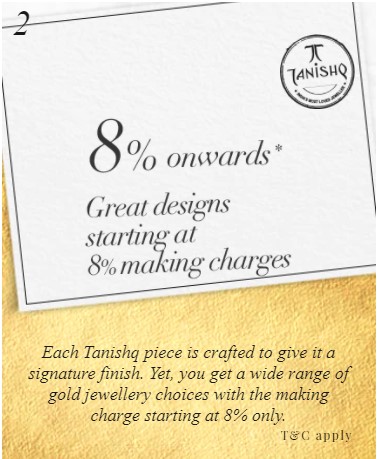 2
TANISHQ
8% onwards*
Great designs
starting at
8% making charges
Each Tanishq piece is crafted to give it a
signature finish. Yet, you get a wide range of
gold jewellery choices with the making
charge starting at 8% only.
T&C apply